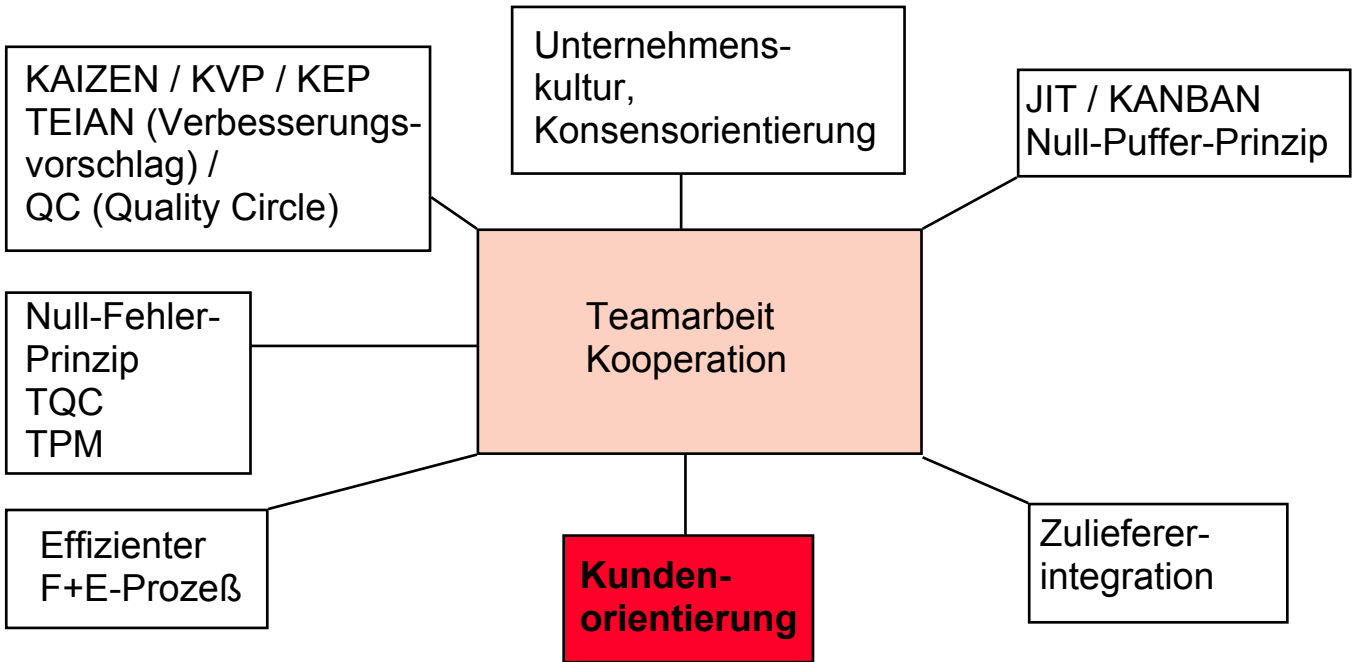 KAIZEN / KVP / KEP
TEIAN (Verbesserungs-
vorschlag) /
QC (Quality Circle)
Unternehmens-
kultur,
Konsensorientierung
JIT / KANBAN
Null-Puffer-Prinzip
Null-Fehler-
Prinzip
TQC
TPM
Teamarbeit
Kooperation
Effizienter
F+E-Prozeß
Kunden-
orientierung
Zulieferer-
integration